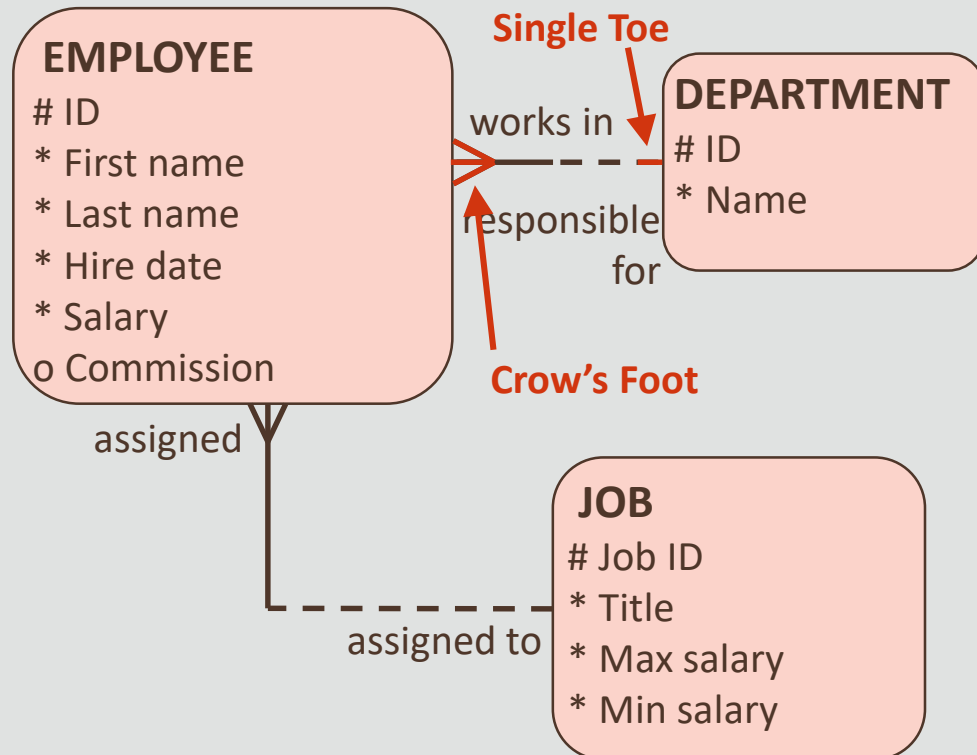 EMPLOYEE
# ID
* First name
* Last name
* Hire date
* Salary
o Commission
Single Toe
works in
responsible
for
Crow’s Foot
DEPARTMENT
# ID
* Name
assigned
assigned to
JOB
# Job ID
* Title
* Max salary
* Min salary